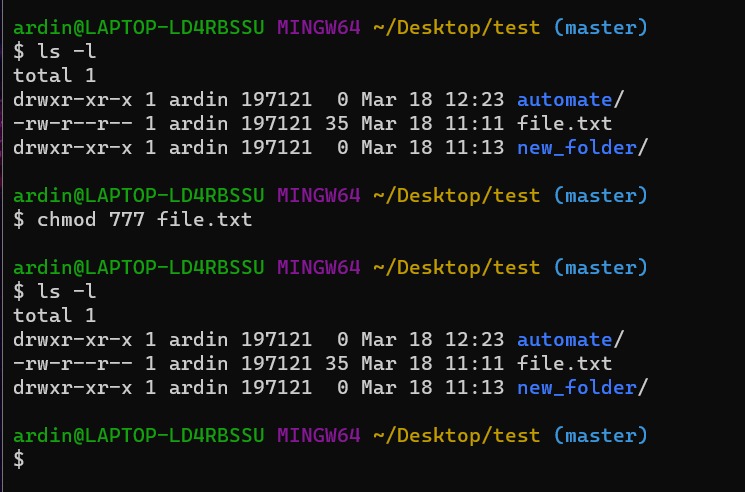 ardin@LAPTOP-LD4RBSSU MINGW64 ~/Desktop/test (master)
$ ls -l
total 1
drwxr-xr-x 1 ardin 197121  0 Mar 18 12:23 automate/
-rw-r--r-- 1 ardin 197121 35 Mar 18 11:11 file.txt
drwxr-xr-x 1 ardin 197121  0 Mar 18 11:13 new_folder/
ardin@LAPTOP-LD4RBSSU MINGW64 ~/Desktop/test (master)
$ chmod 777 file.txt
ardin@LAPTOP-LD4RBSSU MINGW64 ~/Desktop/test (master)
$ ls -l
total 1
drwxr-xr-x 1 ardin 197121  0 Mar 18 12:23 automate/
-rw-r--r-- 1 ardin 197121 35 Mar 18 11:11 file.txt
drwxr-xr-x 1 ardin 197121  0 Mar 18 11:13 new_folder/
ardin@LAPTOP-LD4RBSSU MINGW64 ~/Desktop/test (master)
$